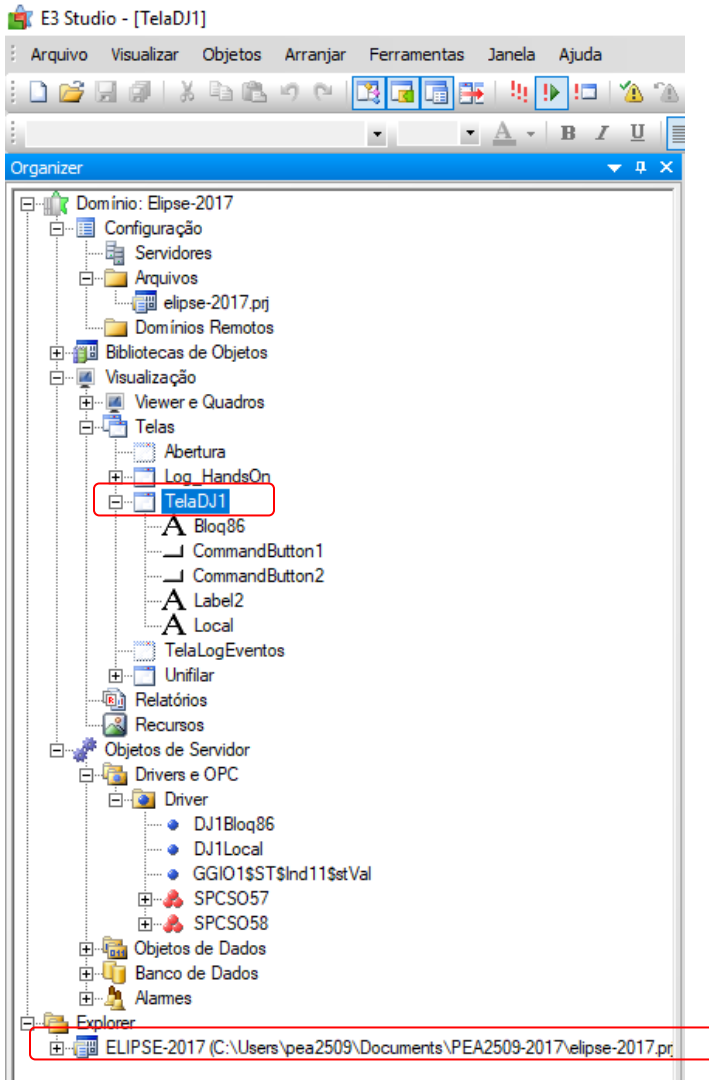 E3 Studio - [TelaDJ1]
Arquivo Visualizar Objetos Arranjar Ferramentas Janela Ajuda
A B I U
Organizer
Domínio: Elipse-2017
Configuração
Servidores
Arquivos
elipse-2017.prj
Domínios Remotos
Bibliotecas de Objetos
Visualização
Viewer e Quadros
Telas
Abertura
Log_HandsOn
TelaDJ1
A Bloq86
CommandButton1
CommandButton2
A Label2
A Local
TelaLogEventos
Unifilar
Relatórios
Recursos
Objetos de Servidor
Drivers e OPC
Driver
DJ1Bloq86
DJ1Local
GGIO1$ST$Ind11$stVal
SPCSO57
SPCSO58
Objetos de Dados
Banco de Dados
Alarmes
Explorer
ELIPSE-2017 (C:\Users\pea2509\Documents\PEA2509-2017\elipse-2017.prj